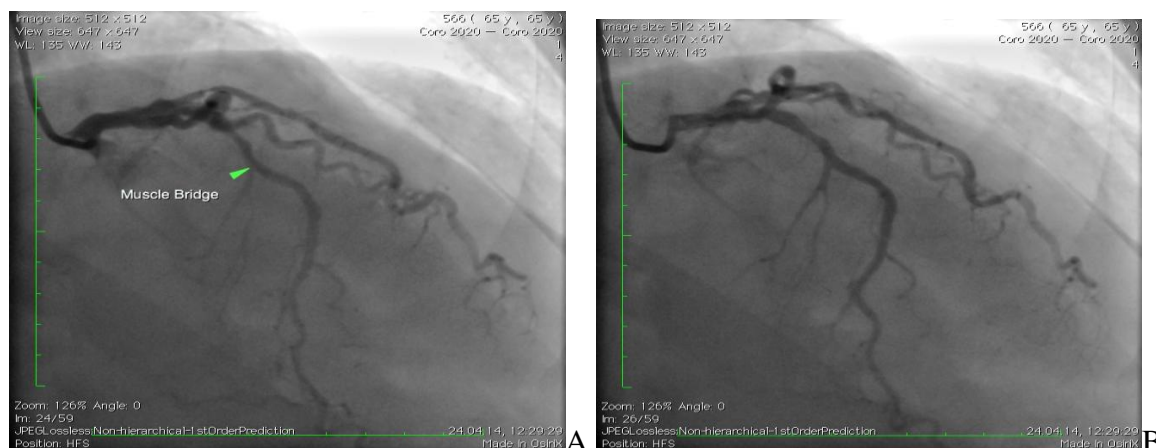 Image size: 512 x 512
View size: 647 x 647
WL: 135 WW: 143
566 ( 65 y , 65 y )
Coro 2020 — Coro 2020
1
4
Muscle Bridge
Zoom: 126% Angle: 0
Im: 24/59
JPEGLossless:Non-hierarchical-1stOrderPrediction
Position: HFS
24.04.14, 12:29:29
Made In OsiriX
A
Image size: 512 x 512
View size: 647 x 647
WL: 135 WW: 143
566 ( 65 y , 65 y )
Coro 2020 — Coro 2020
1
4
Zoom: 126% Angle: 0
Im: 26/59
JPEGLossless:Non-hierarchical-1stOrderPrediction
Position: HFS
24.04.14, 12:29:29
Made In OsiriX